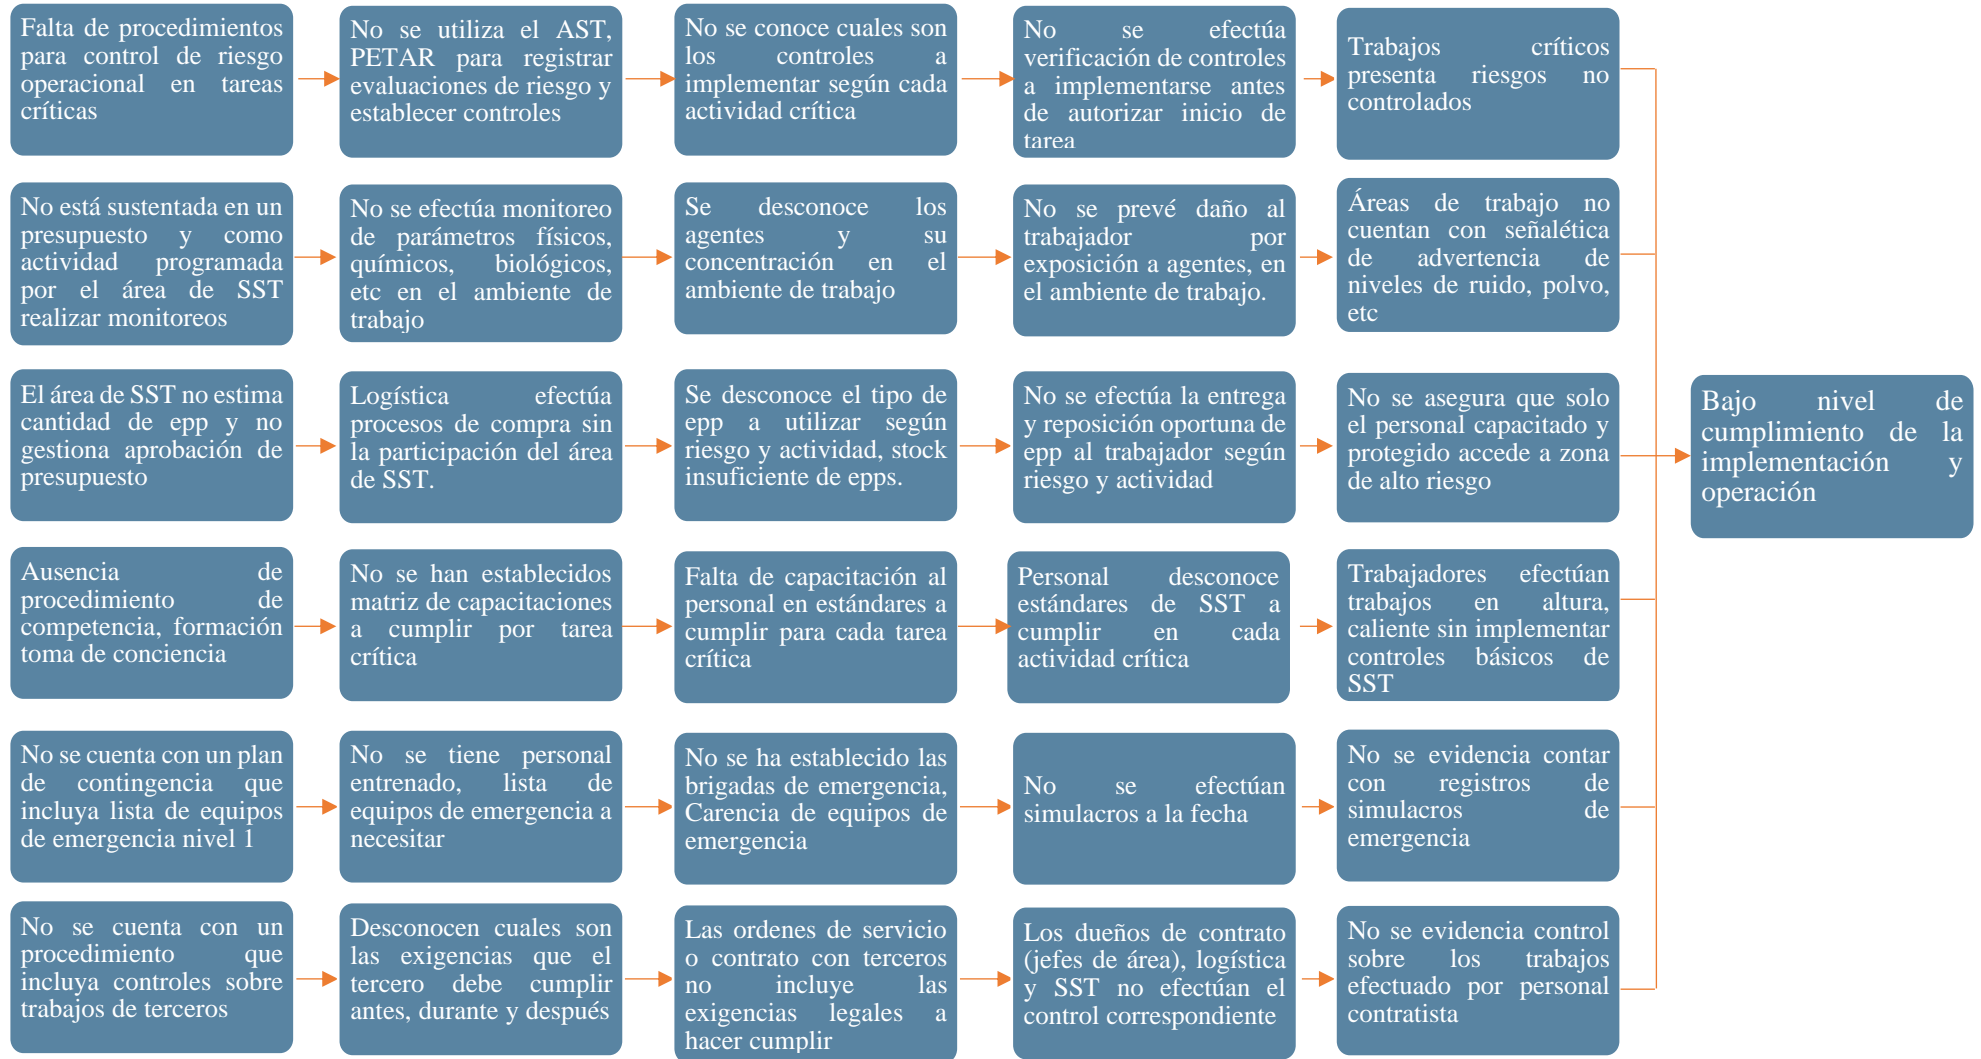 Falta de procedimientos
para control de riesgo
operacional en tareas
críticas
No se utiliza el AST,
PETAR para registrar
evaluaciones de riesgo y
establecer controles
No se conoce cuales son
los controles a
implementar según cada
actividad crítica
No se efectúa
verificación de controles
a implementarse antes
de autorizar inicio de
tarea
Trabajos críticos
presenta riesgos no
controlados
No está sustentada en un
presupuesto y como
actividad programada
por el área de SST
realizar monitoreos
No se efectúa monitoreo
de parámetros físicos,
químicos, biológicos,
etc en el ambiente de
trabajo
Se desconoce los
agentes y su
concentración en el
ambiente de trabajo
No se prevé daño al
trabajador por
exposición a agentes, en
el ambiente de trabajo.
Áreas de trabajo no
cuentan con señalética
de advertencia de
niveles de ruido, polvo,
etc
El área de SST no estima
cantidad de epp y no
gestiona aprobación de
presupuesto
Logística efectúa
procesos de compra sin
la participación del área
de SST.
Se desconoce el tipo de
epp a utilizar según
riesgo y actividad, stock
insuficiente de epps.
No se efectúa la entrega
y reposición oportuna de
epp al trabajador según
riesgo y actividad
No se asegura que solo
el personal capacitado y
protegido accede a zona
de alto riesgo
Bajo nivel de
cumplimiento de la
implementación y
operación
Ausencia de
procedimiento de
competencia, formación
toma de conciencia
No se han establecidos
matriz de capacitaciones
a cumplir por tarea
crítica
Falta de capacitación al
personal en estándares a
cumplir para cada tarea
crítica
Personal desconoce
estándares de SST a
cumplir en cada
actividad crítica
Trabajadores efectúan
trabajos en altura,
caliente sin implementar
controles básicos de
SST
No se cuenta con un plan
de contingencia que
incluya lista de equipos
de emergencia nivel 1
No se tiene personal
entrenado, lista de
equipos de emergencia a
necesitar
No se ha establecido las
brigadas de emergencia,
Carencia de equipos de
emergencia
No se efectúan
simulacros a la fecha
No se evidencia contar
con registros de
simulacros de
emergencia
No se cuenta con un
procedimiento que
incluya controles sobre
trabajos de terceros
Desconocen cuales son
las exigencias que el
tercero debe cumplir
antes, durante y después
Las ordenes de servicio
o contrato con terceros
no incluye las
exigencias legales a
hacer cumplir
Los dueños de contrato
(jefes de área), logística
y SST no efectúan el
control correspondiente
No se evidencia control
sobre los trabajos
efectuado por personal
contratista